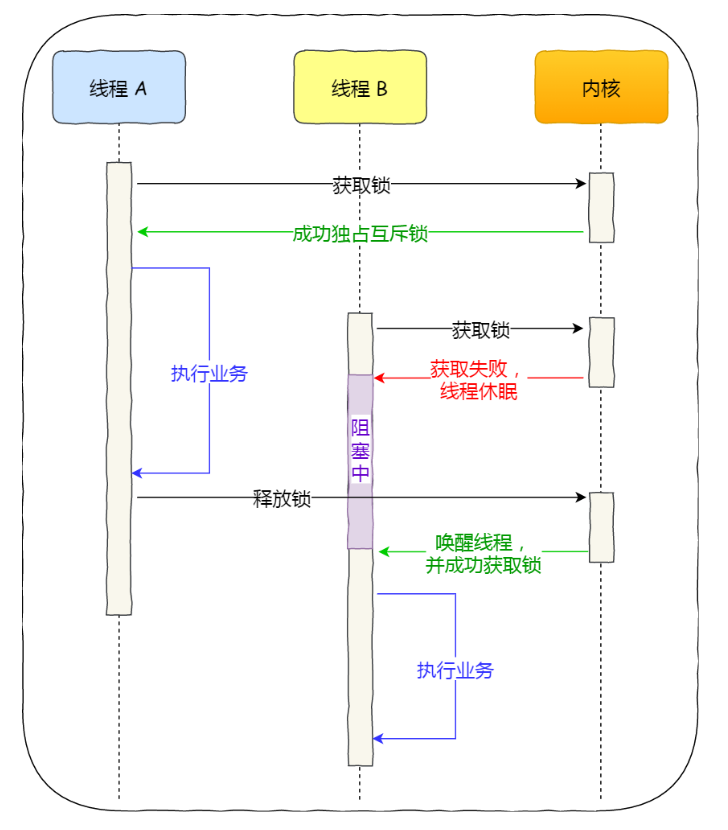 线程 A
线程 B
内核
获取锁
成功独占互斥锁
获取锁
执行业务
获取失败，
线程休眠
阻
塞
中
释放锁
唤醒线程，
并成功获取锁
执行业务